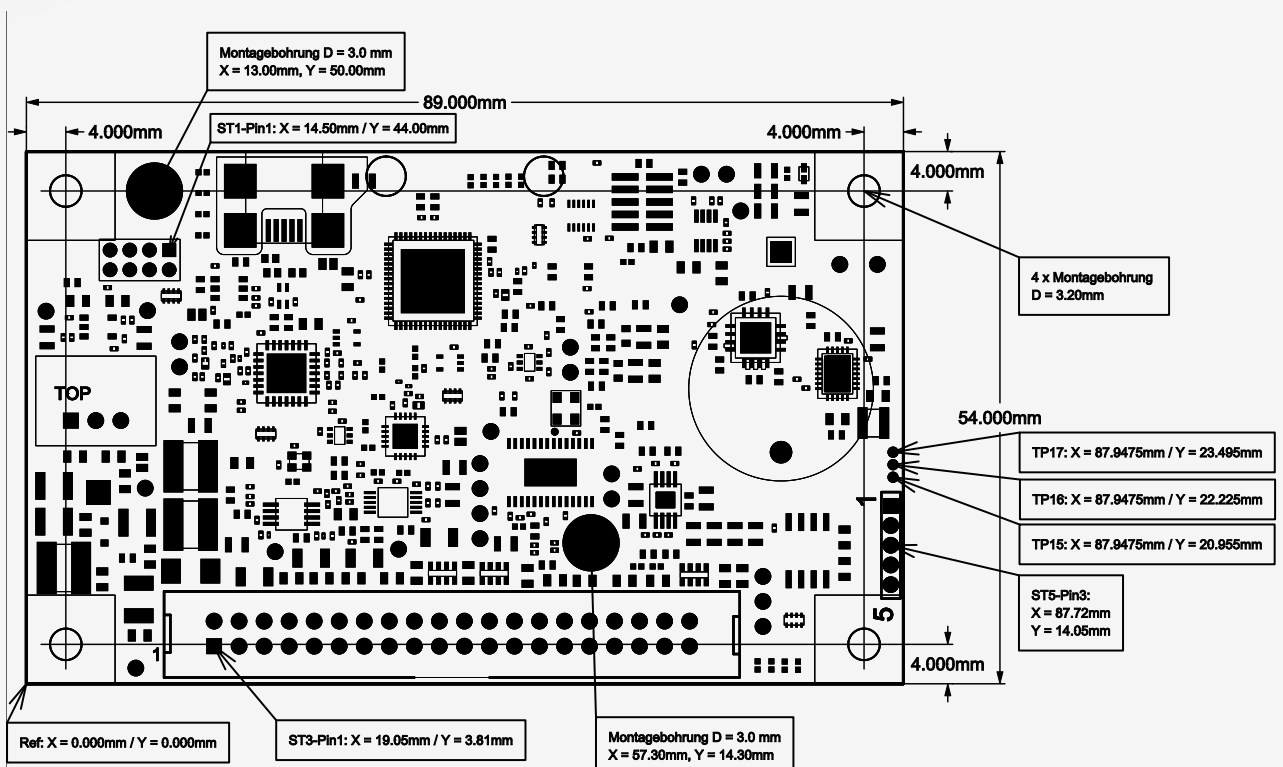 Montagebohrung D = 3.0 mm
X = 13.00mm, Y = 50.00mm
89.000mm
4.000mm
ST1-Pin1: X = 14.50mm / Y = 44.00mm
4.000mm
4.000mm
4 x Montagebohrung
D = 3.20mm
TOP
54.000mm
TP17: X = 87.9475mm / Y = 23.495mm
TP16: X = 87.9475mm / Y = 22.225mm
1
TP15: X = 87.9475mm / Y = 20.955mm
ST5-Pin3:
X = 87.72mm
Y = 14.05mm
5
1
4.000mm
Ref: X = 0.000mm / Y = 0.000mm
ST3-Pin1: X = 19.05mm / Y = 3.81mm
Montagebohrung D = 3.0 mm
X = 57.30mm, Y = 14.30mm